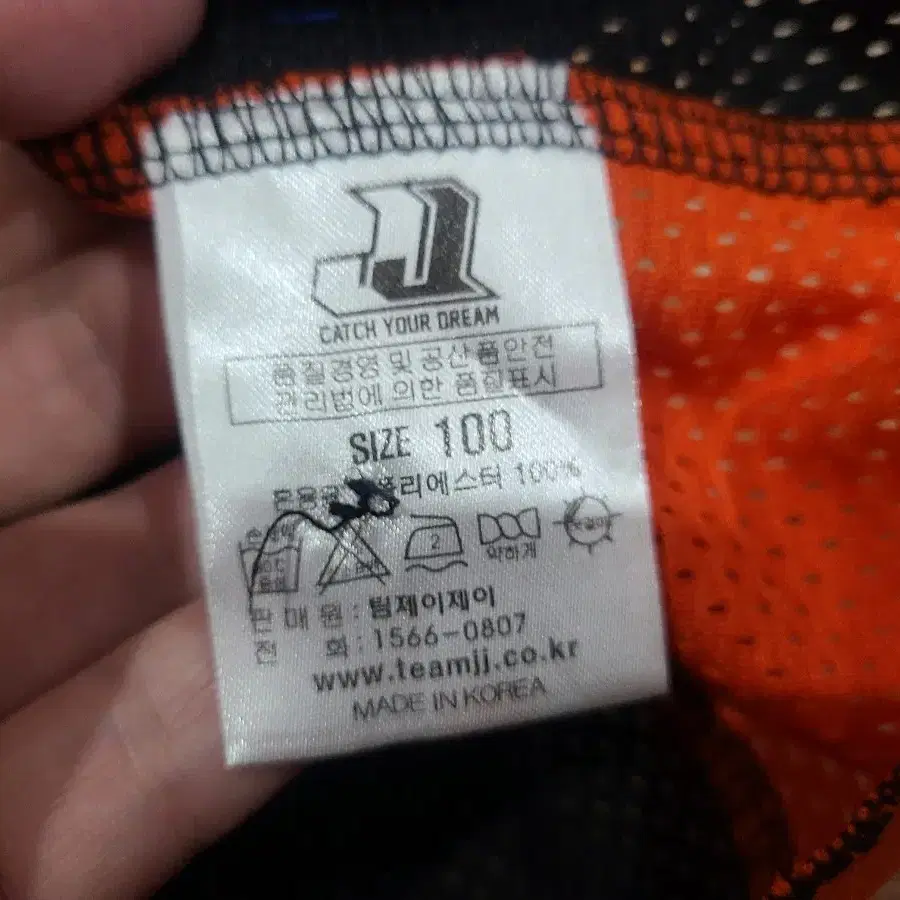 JJ
CATCH YOUR DREAM
품질경영 및 공산품안전
관리법에 의한 품질표시
SIZE 100
폴리에스터 100%
2
약하게
판 매 원 : 팀제이제이
전 화 : 1566-0807
www.teamjj.co.kr
MADE IN KOREA